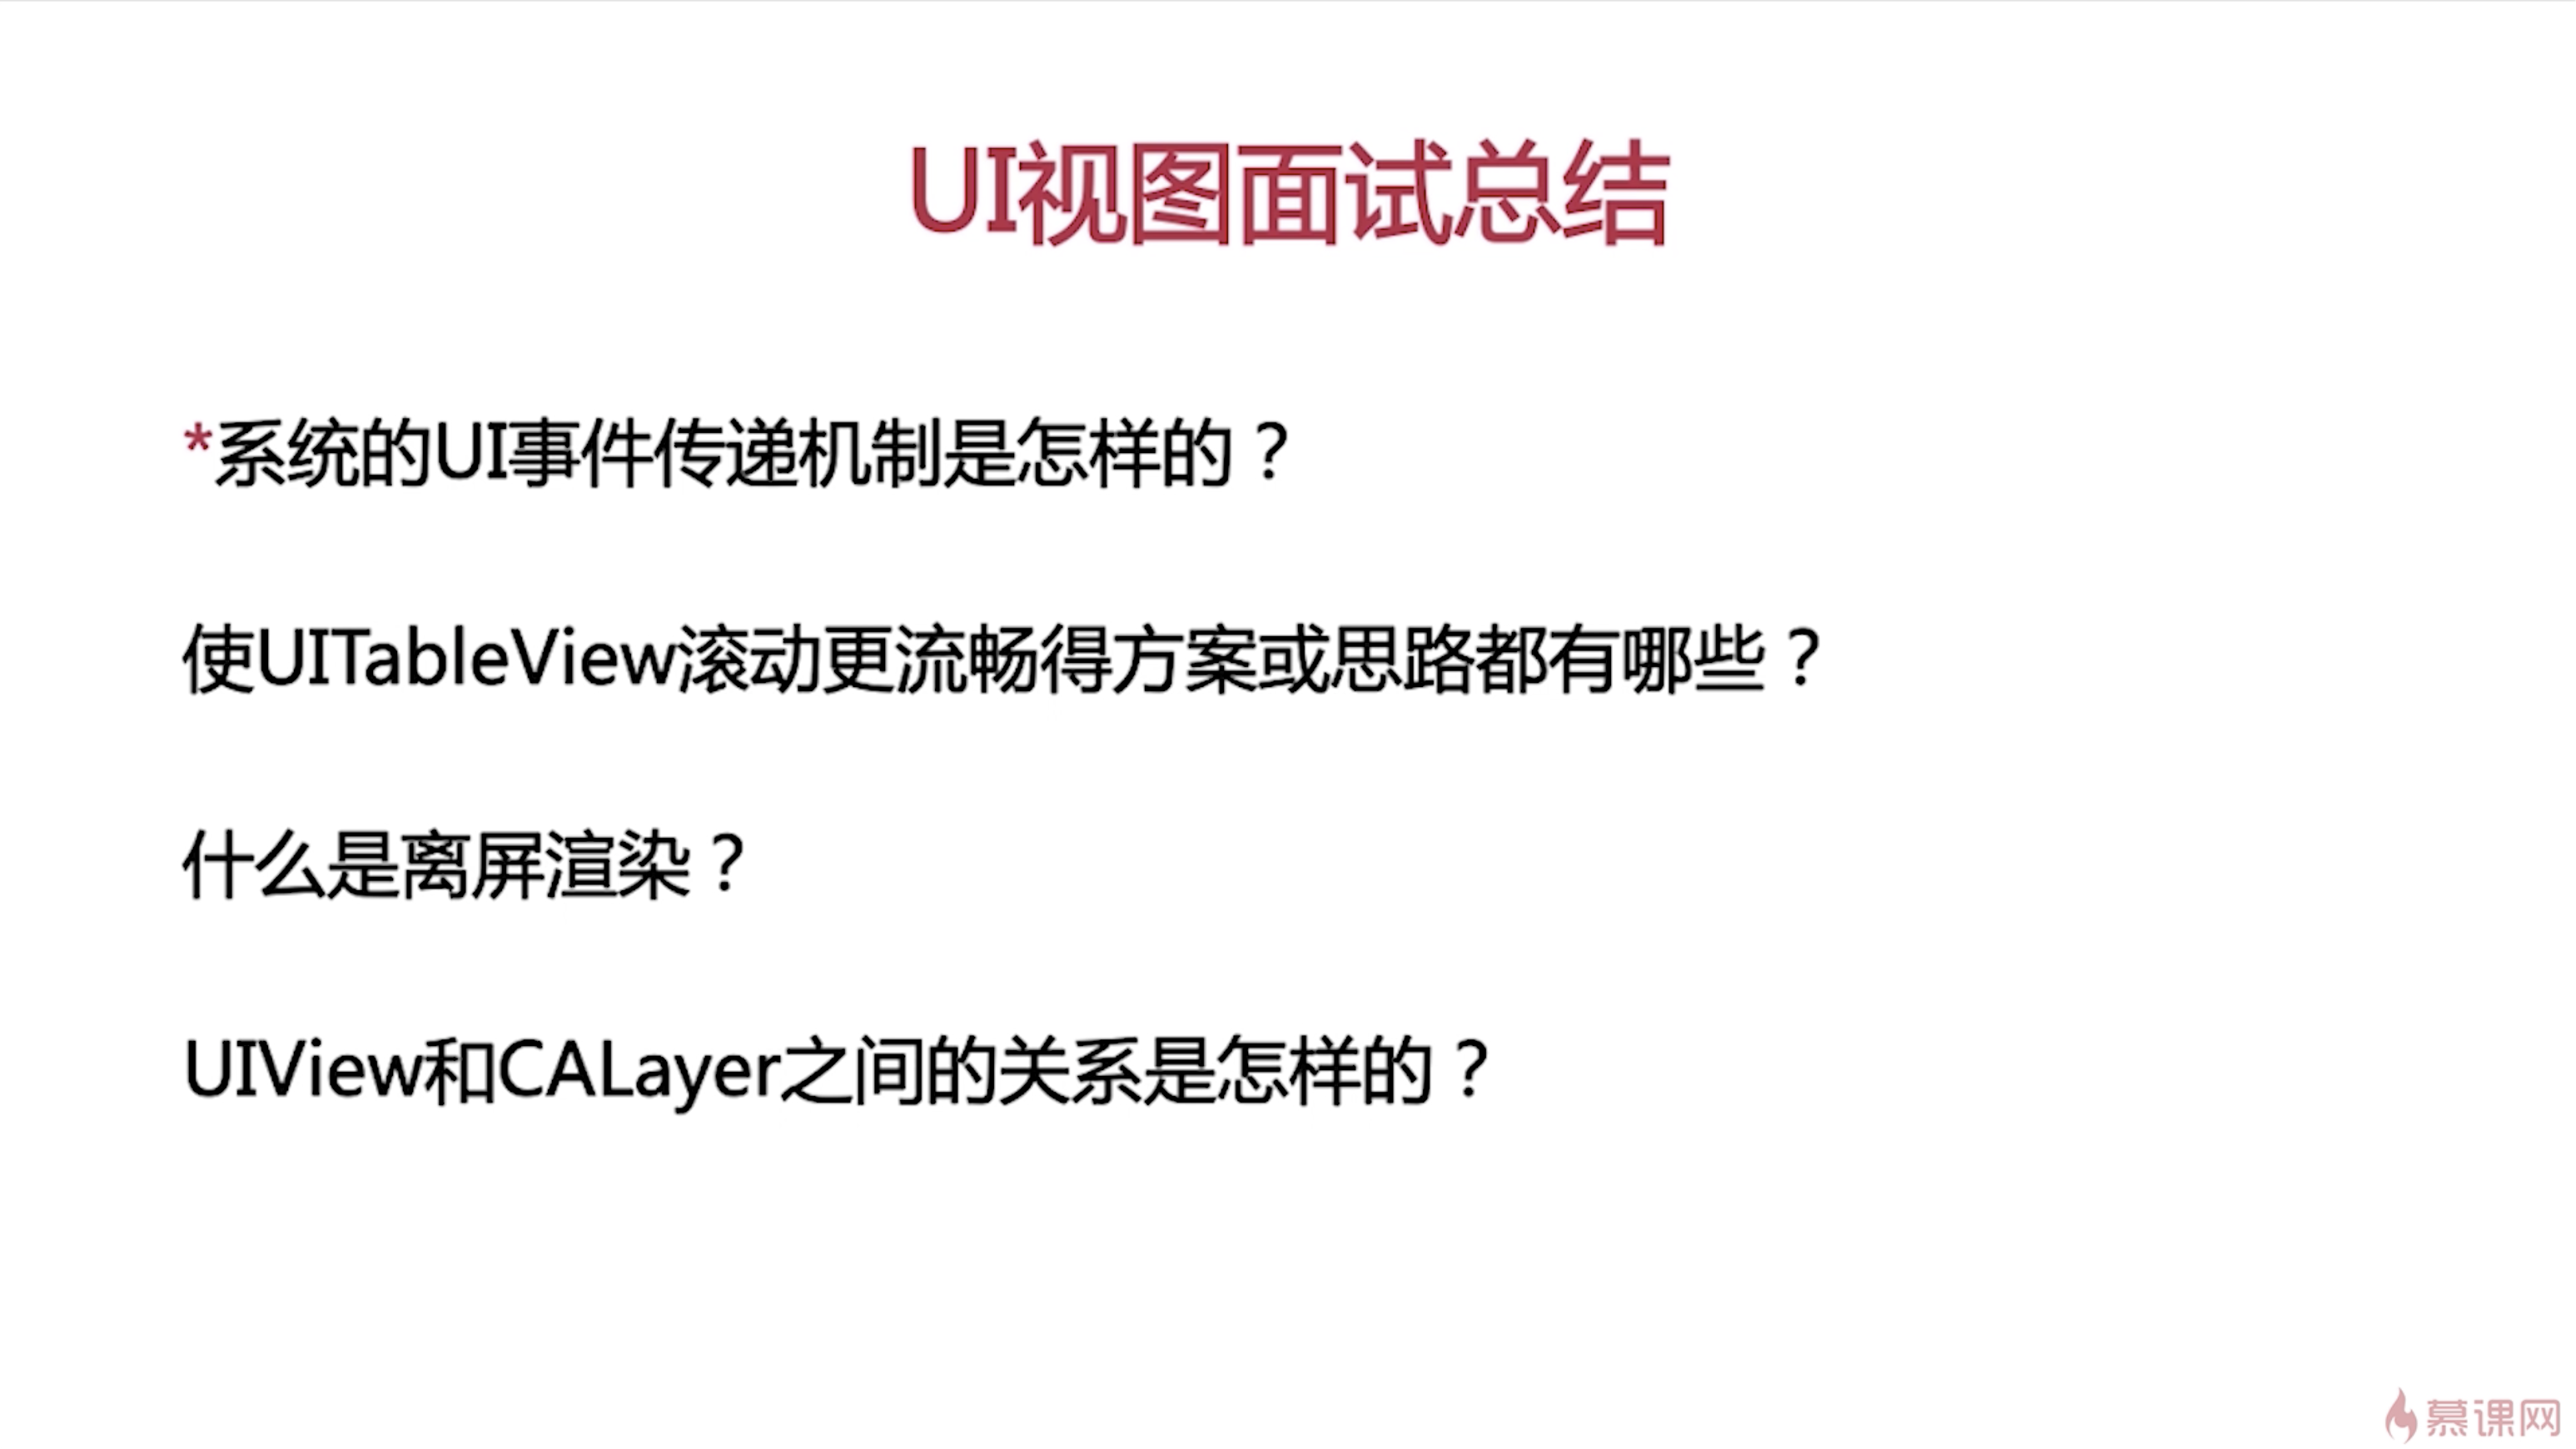 UI视图面试总结
*系统的UI事件传递机制是怎样的？
使UITableView滚动更流畅得方案或思路都有哪些？
什么是离屏渲染？
UIView和CALayer之间的关系是怎样的？
慕课网